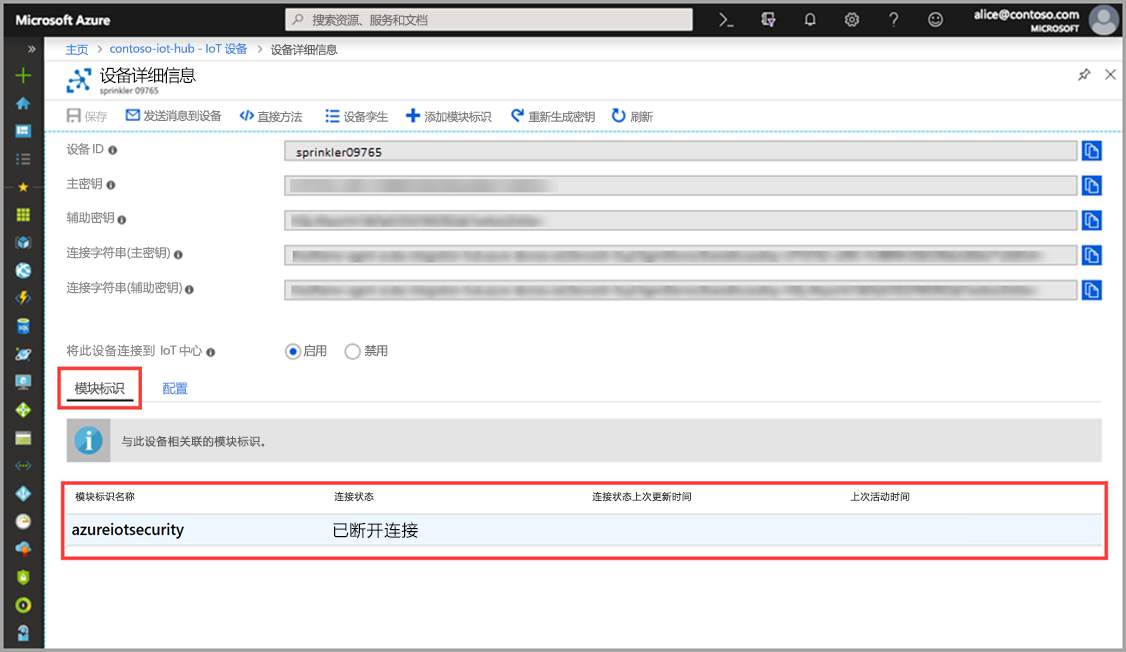 Microsoft Azure
搜索资源、服务和文档
alice@contoso.com
MICROSOFT
主页 > contoso-iot-hub - IoT 设备 > 设备详细信息
设备详细信息
sprinkler 09765
保存 发送消息到设备 直接方法 设备孪生 添加模块标识 重新生成密钥 刷新
设备 ID
sprinkler09765
主密钥
辅助密钥
连接字符串(主密钥)
连接字符串(辅助密钥)
将此设备连接到 IoT 中心 启用 禁用
模块标识 配置
与此设备相关联的模块标识。
模块标识名称 连接状态 连接状态上次更新时间 上次活动时间
azureiotsecurity 已断开连接